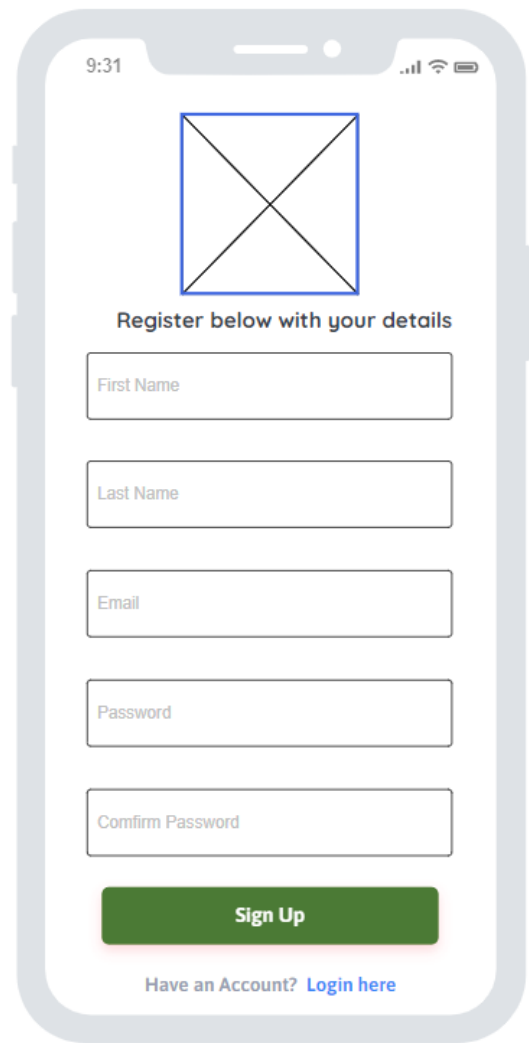 9:31
Register below with your details
First Name
Last Name
Email
Password
Comfirm Password
Sign Up
Have an Account? Login here